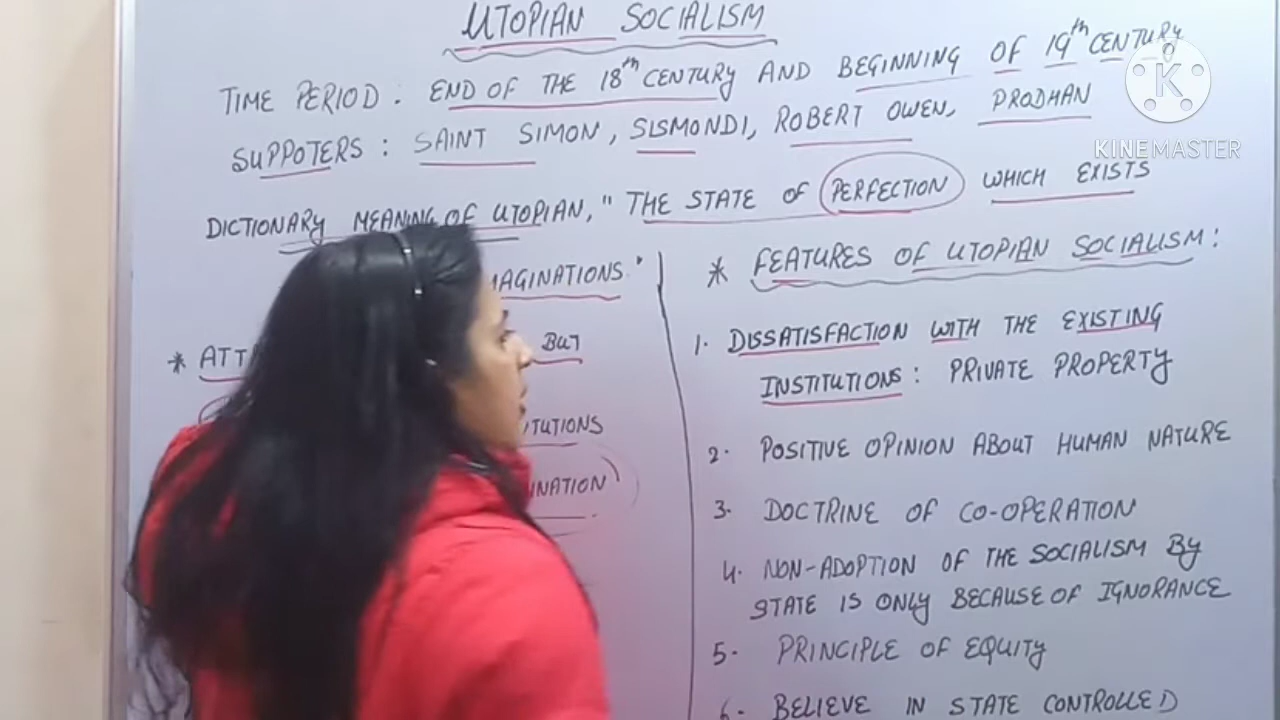 UTOPIAN SOCIALISM
TIME PERIOD : END OF THE 18th CENTURY AND BEGINNING OF 19th CENTURY
SUPPOTERS : SAINT SIMON, SISMONDI, ROBERT OWEN, PRODHAN
DICTIONARY MEANING OF UTOPIAN, " THE STATE OF PERFECTION WHICH EXISTS
* FEATURES OF UTOPIAN SOCIALISM :
* BUT
1. DISSATISFACTION WITH THE EXISTING
INSTITUTIONS : PRIVATE PROPERTY
2. POSITIVE OPINION ABOUT HUMAN NATURE
3. DOCTRINE OF CO-OPERATION
4. NON-ADOPTION OF THE SOCIALISM BY
STATE IS ONLY BECAUSE OF IGNORANCE
5- PRINCIPLE OF EQUITY
6- BELIEVE IN STATE CONTROLLED
K
KINEMASTER